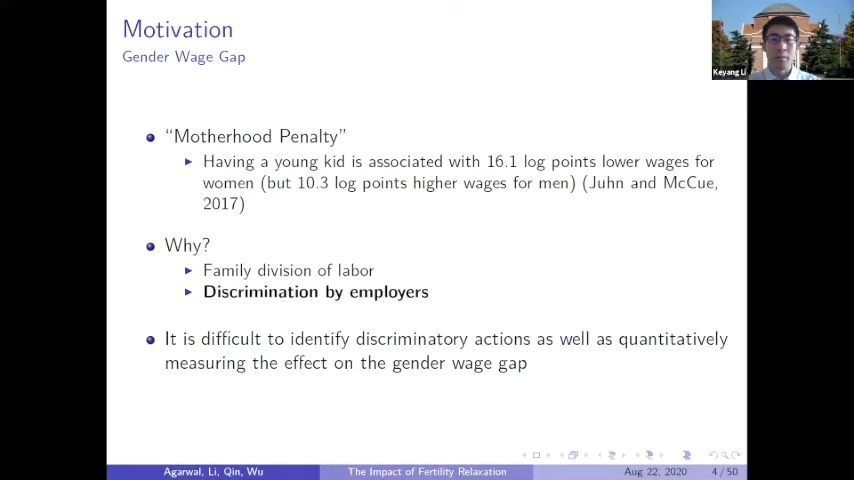 Motivation
Gender Wage Gap
Keyang Li
“Motherhood Penalty”
Having a young kid is associated with 16.1 log points lower wages for
women (but 10.3 log points higher wages for men) (Juhn and McCue,
2017)
Why?
Family division of labor
Discrimination by employers
It is difficult to identify discriminatory actions as well as quantitatively
measuring the effect on the gender wage gap
Agarwal, Li, Qin, Wu
The Impact of Fertility Relaxation
Aug 22, 2020
4 / 50